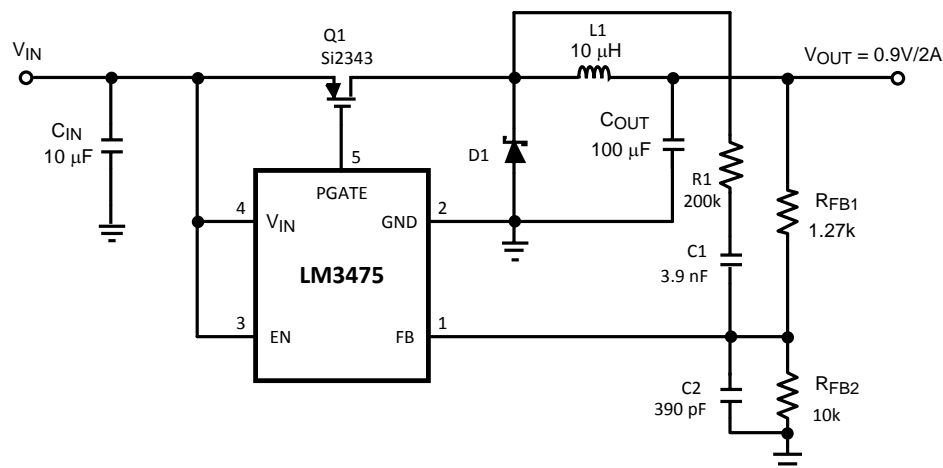 Q1
Si2343
L1
10 μH
VIN
VOUT = 0.9V/2A
CIN
10 μF
COUT
100 μF
D1
5
PGATE
R1
200k
RFB1
1.27k
4
VIN
GND
2
C1
3.9 nF
LM3475
3
EN
FB
1
C2
390 pF
RFB2
10k